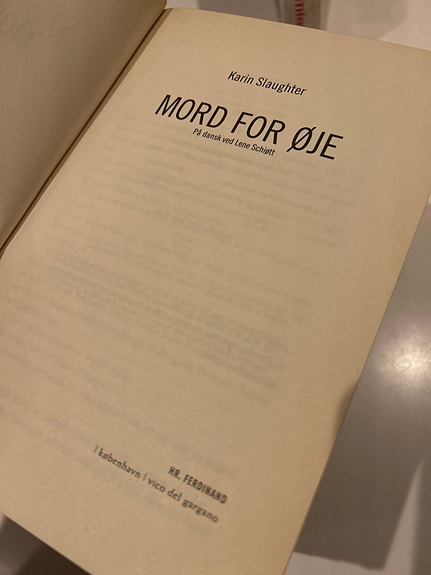 Karin Slaughter
MORD FOR ØJE
På dansk ved Lene Schiøtt
HR. FERDINAND
| københavn | vico del gargano